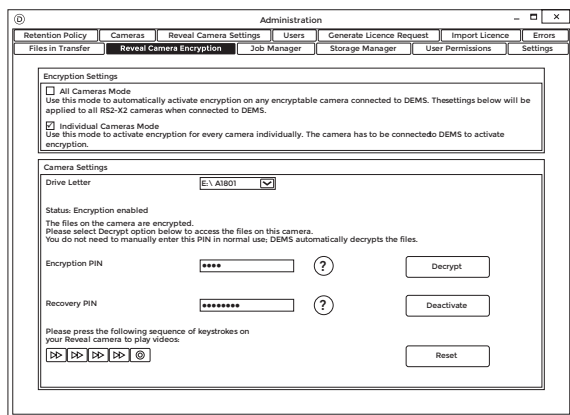 D
Administration
Retention Policy Cameras Reveal Camera Settings Users Generate Licence Request Import Licence Errors
Files in Transfer Reveal Camera Encryption Job Manager Storage Manager User Permissions Settings
Encryption Settings
All Cameras Mode
Use this mode to automatically activate encryption on any encryptable camera connected to DEMS. Thesettings below will be
applied to all RS2-X2 cameras when connected to DEMS.
Individual Cameras Mode
Use this mode to activate encryption for every camera individually. The camera has to be connectedo DEMS to activate
encryption.
Camera Settings
Drive Letter E:\ A1801
Status: Encryption enabled
The files on the camera are encrypted.
Please select Decrypt option below to access the files on this camera.
You do not need to manually enter this PIN in normal use; DEMS automatically decrypts the files.
Encryption PIN •••• ? Decrypt
Recovery PIN •••••••• ? Deactivate
Please press the following sequence of keystrokes on
your Reveal camera to play videos:
Reset